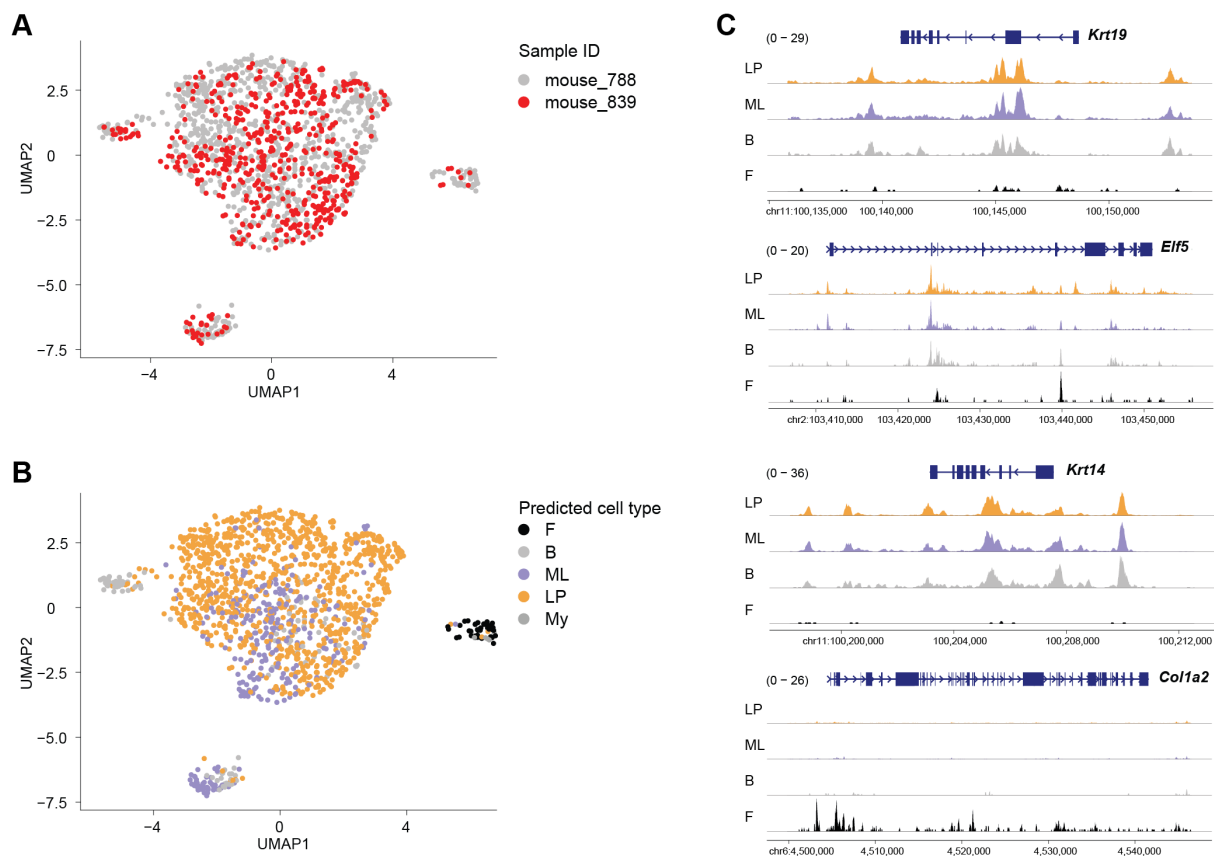 A
2.5
0
−2.5
−5.0
−7.5
UMAP2
−4
0
4
UMAP1
Sample ID
mouse_788
mouse_839
B
2.5
0
−2.5
−5.0
−7.5
UMAP2
−4
0
4
UMAP1
Predicted cell type
F
B
ML
LP
My
C
(0 – 29)
Krt19
LP
ML
B
F
chr11:100,135,000 100,140,000 100,145,000 100,150,000
(0 – 20)
Elf5
LP
ML
B
F
chr2:103,410,000 103,420,000 103,430,000 103,440,000 103,450,000
(0 – 36)
Krt14
LP
ML
B
F
chr11:100,200,000 100,204,000 100,208,000 100,212,000
(0 – 26)
Col1a2
LP
ML
B
F
chr6:4,500,000 4,510,000 4,520,000 4,530,000 4,540,000